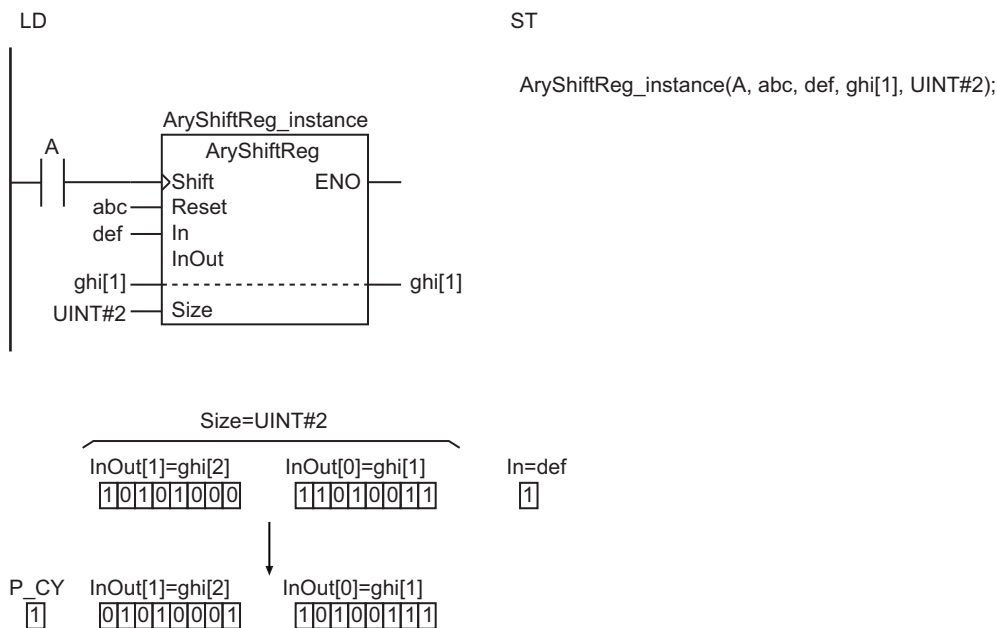 LD
ST
AryShiftReg_instance(A, abc, def, ghi[1], UINT#2);
AryShiftReg_instance
A
AryShiftReg
Shift ENO
abc Reset
def In
InOut
ghi[1] ghi[1]
UINT#2 Size
Size=UINT#2
InOut[1]=ghi[2] InOut[0]=ghi[1] In=def
10101000 11010011 1
P_CY InOut[1]=ghi[2] InOut[0]=ghi[1]
1 01010001 10100111